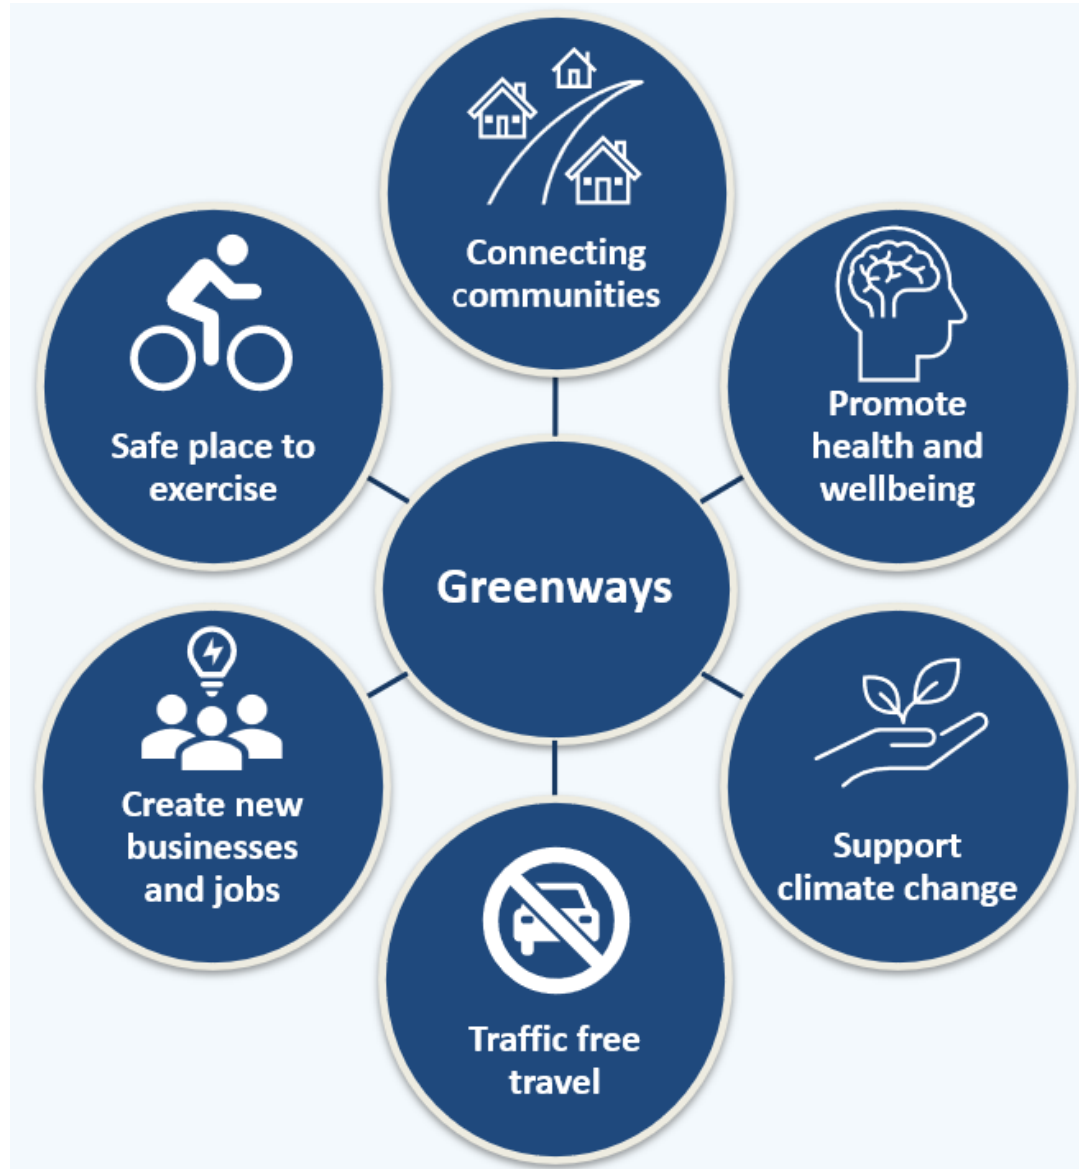 Connecting
communities
Promote
health and
wellbeing
Support
climate change
Traffic free
travel
Create new
businesses
and jobs
Safe place to
exercise
Greenways